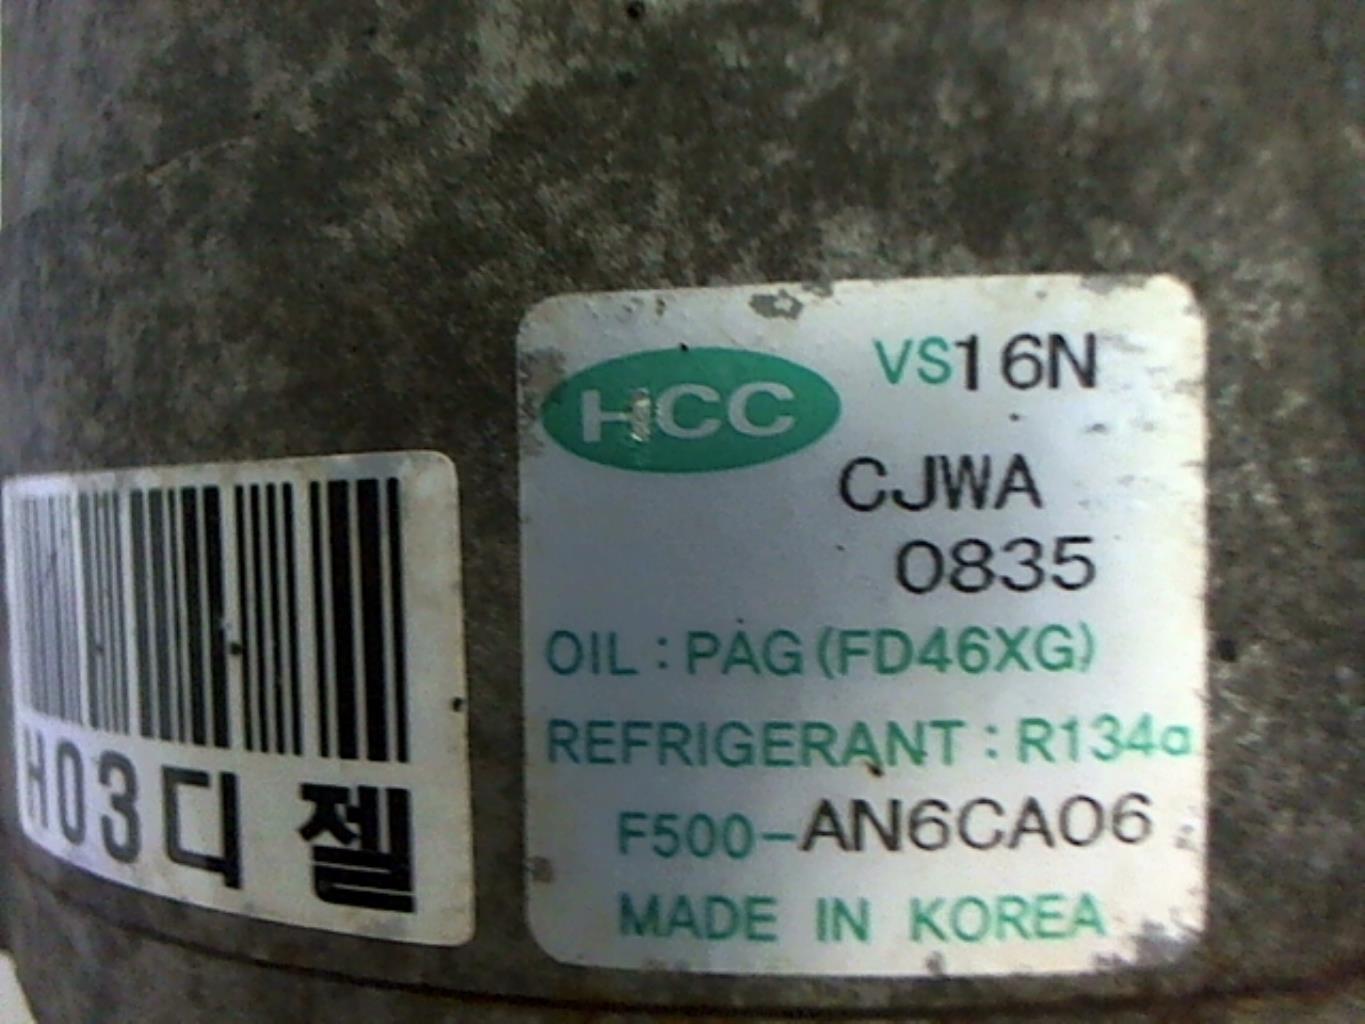 HCC VS16N
CJWA
0835
OIL : PAG (FD46XG)
REFRIGERANT : R134a
F500-AN6CA06
MADE IN KOREA
H03디젤